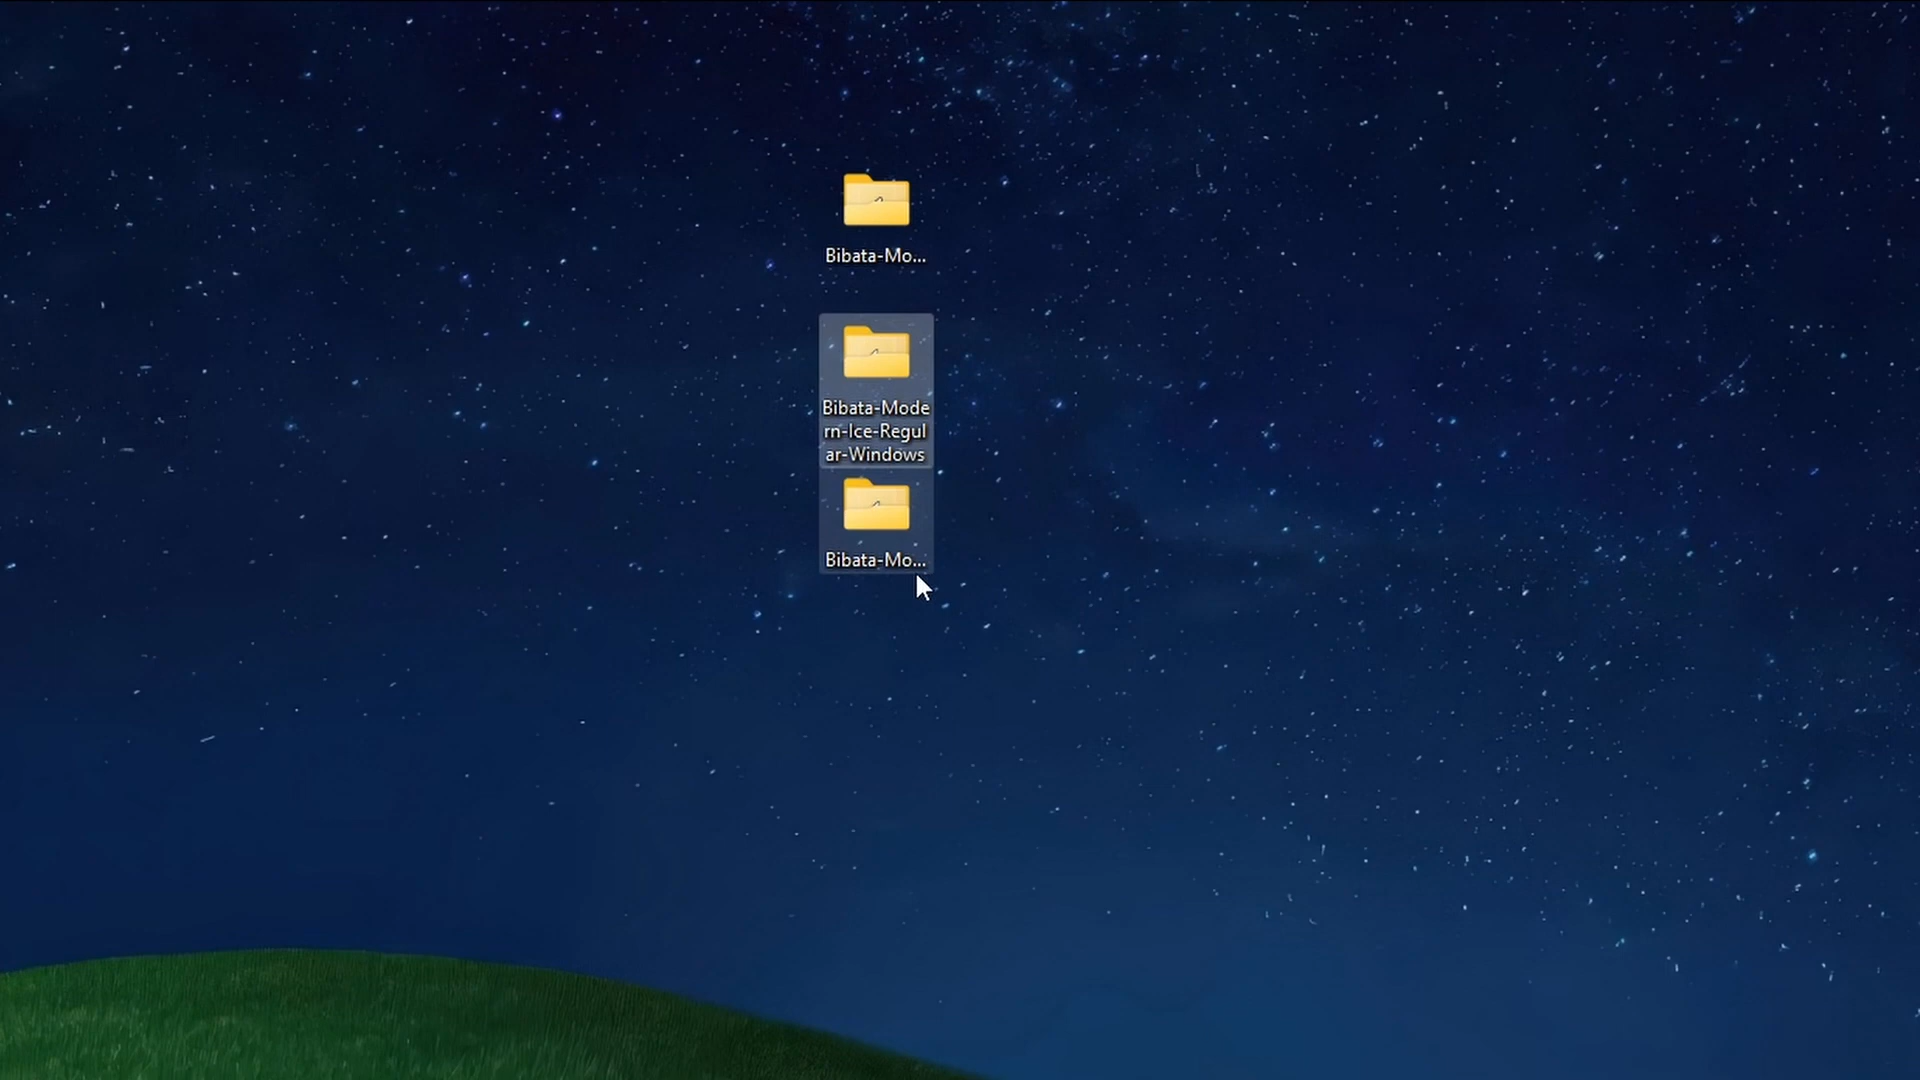 Bibata-Mo...
Bibata-Mode
rn-Ice-Regul
ar-Windows
Bibata-Mo...